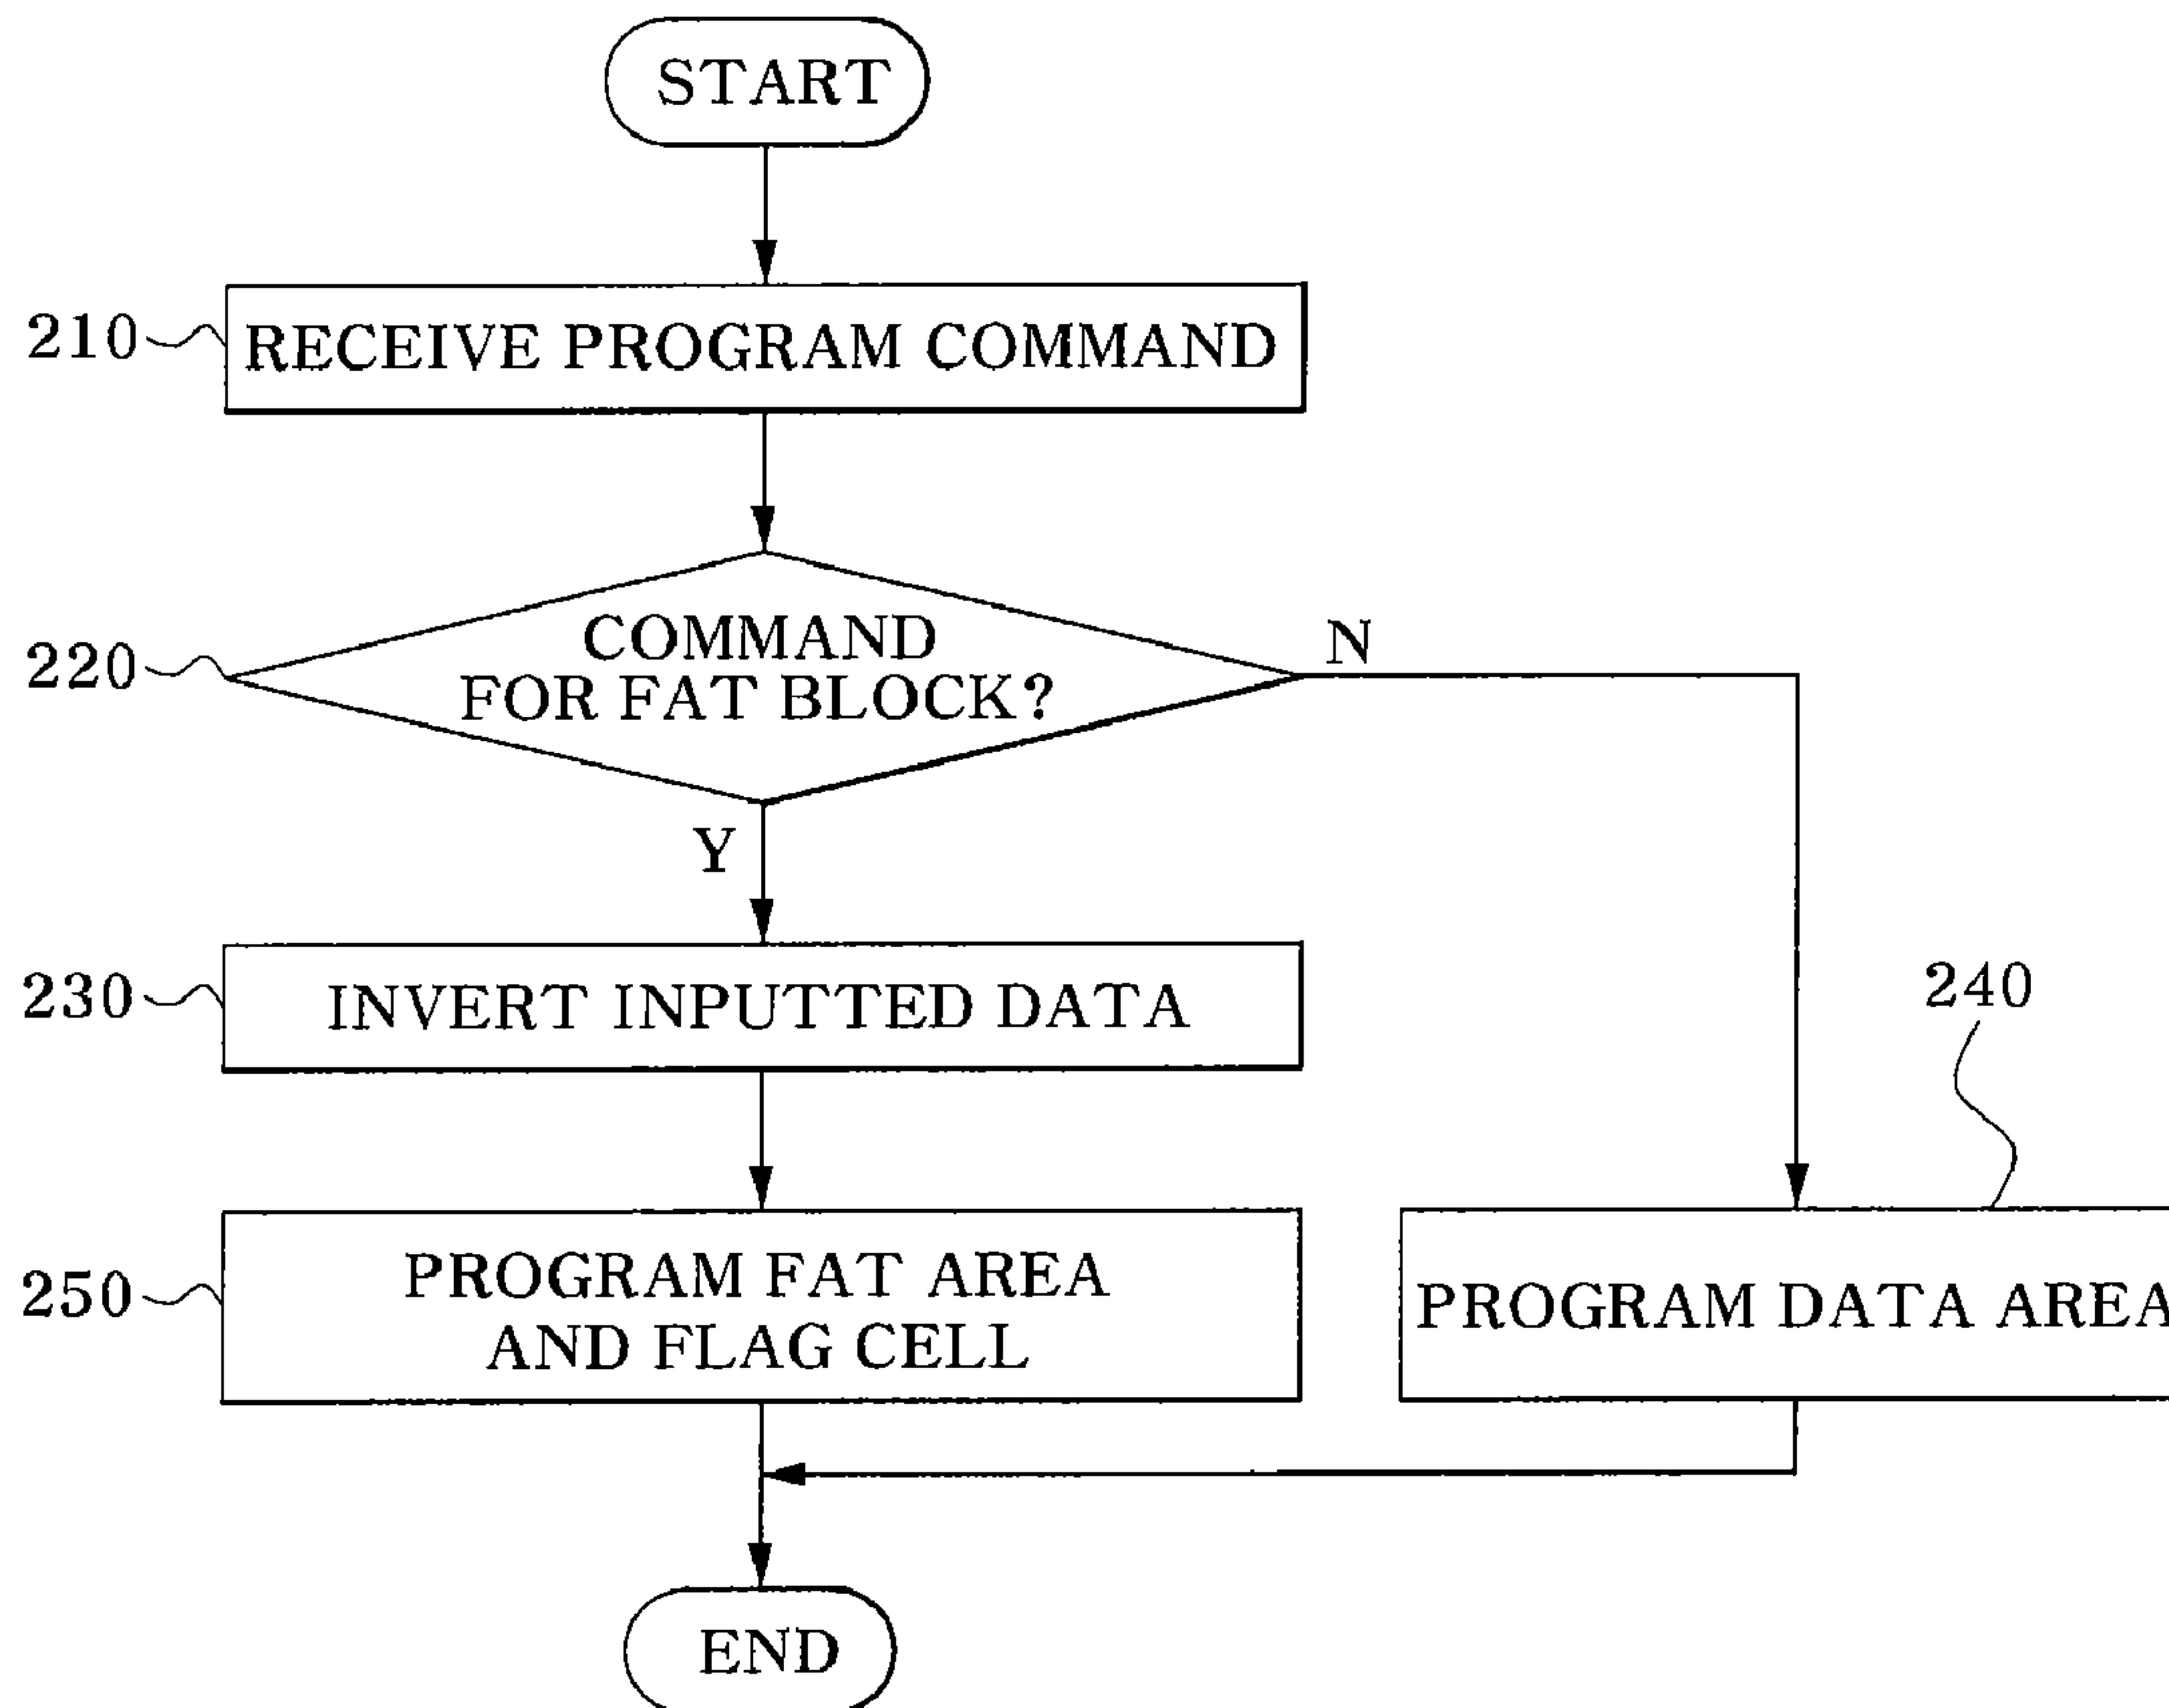 START
210
RECEIVE PROGRAM COMMAND
220
COMMAND
FOR FAT BLOCK?
N
Y
230
INVERT INPUTTED DATA
240
250
PROGRAM FAT AREA
AND FLAG CELL
PROGRAM DATA AREA
END